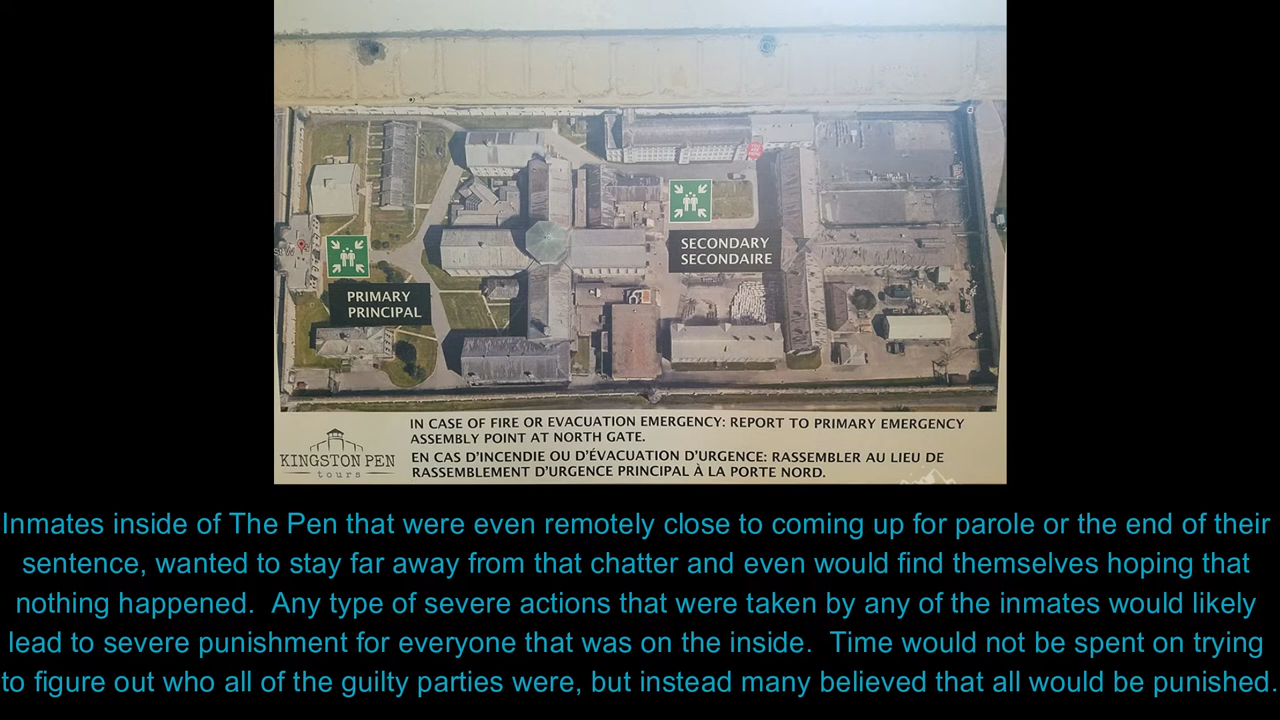 PRIMARY
PRINCIPAL
SECONDARY
SECONDAIRE
IN CASE OF FIRE OR EVACUATION EMERGENCY: REPORT TO PRIMARY EMERGENCY
ASSEMBLY POINT AT NORTH GATE.
EN CAS D'INCENDIE OU D'ÉVACUATION D'URGENCE: RASSEMBLER AU LIEU DE
RASSEMBLEMENT D'URGENCE PRINCIPAL À LA PORTE NORD.
KINGSTON PEN
tours
Inmates inside of The Pen that were even remotely close to coming up for parole or the end of their
sentence, wanted to stay far away from that chatter and even would find themselves hoping that
nothing happened.  Any type of severe actions that were taken by any of the inmates would likely
lead to severe punishment for everyone that was on the inside.  Time would not be spent on trying
to figure out who all of the guilty parties were, but instead many believed that all would be punished.